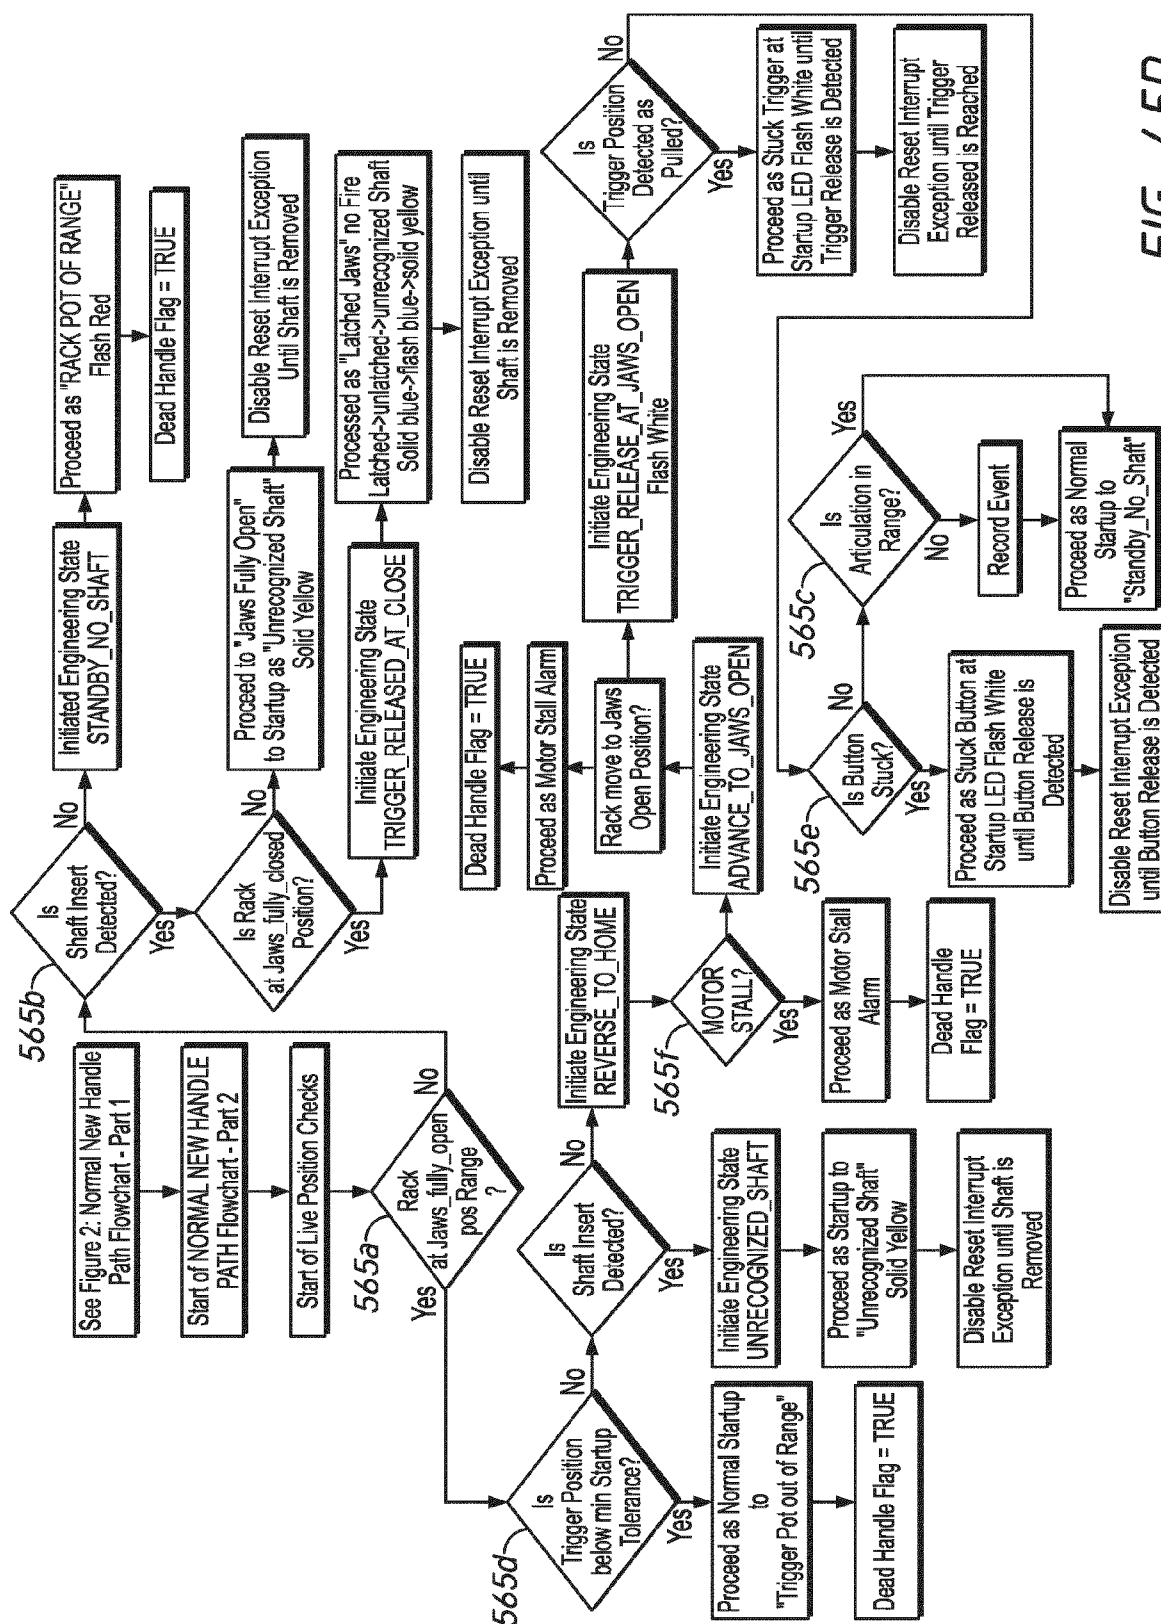 See Figure 2: Normal New Handle
Path Flowchart - Part 1
Start of NORMAL NEW HANDLE
PATH Flowchart - Part 2
Start of Live Position Checks
565a
Rack
at Jaws_fully_open
pos Range
?
Yes
No
565b
Is
Shaft Insert
Detected?
No
Yes
Initiated Engineering State
STANDBY_NO_SHAFT
Proceed as "RACK POT OF RANGE"
Flash Red
Dead Handle Flag = TRUE
Is Rack
at Jaws_fully_closed
Position?
No
Yes
Proceed to "Jaws Fully Open"
to Startup as "Unrecognized Shaft"
Solid Yellow
Disable Reset Interrupt Exception
Until Shaft is Removed
Initiate Engineering State
TRIGGER_RELEASED_AT_CLOSE
Processed as "Latched Jaws" no Fire
Latched->unlatched->unrecognized Shaft
Solid blue->flash blue->solid yellow
Disable Reset Interrupt Exception until
Shaft is Removed
565d
Is
Trigger Position
below min Startup
Tolerance?
No
Yes
Proceed as Normal Startup
to
"Trigger Pot out of Range"
Dead Handle Flag = TRUE
Is
Shaft Insert
Detected?
No
Yes
Initiate Engineering State
UNRECOGNIZED_SHAFT
Proceed as Startup to
"Unrecognized Shaft"
Solid Yellow
Disable Reset Interrupt
Exception until Shaft is
Removed
Initiate Engineering State
REVERSE_TO_HOME
565f
MOTOR
STALL?
Yes
Proceed as Motor Stall
Alarm
Dead Handle
Flag = TRUE
Initiate Engineering State
ADVANCE_TO_JAWS_OPEN
Rack move to Jaws
Open Position?
Proceed as Motor Stall Alarm
Dead Handle Flag = TRUE
Initiate Engineering State
TRIGGER_RELEASE_AT_JAWS_OPEN
Flash White
Is
Trigger Position
Detected as
Pulled?
No
Yes
Proceed as Stuck Trigger at
Startup LED Flash White until
Trigger Release is Detected
Disable Reset Interrupt
Exception until Trigger
Released is Reached
565e
Is Button
Stuck?
No
Yes
Proceed as Stuck Button at
Startup LED Flash White
until Button Release is
Detected
Disable Reset Interrupt Exception
until Button Release is Detected
565c
Is
Articulation in
Range?
Yes
No
Record Event
Proceed as Normal
Startup to
"Standby_No_Shaft"